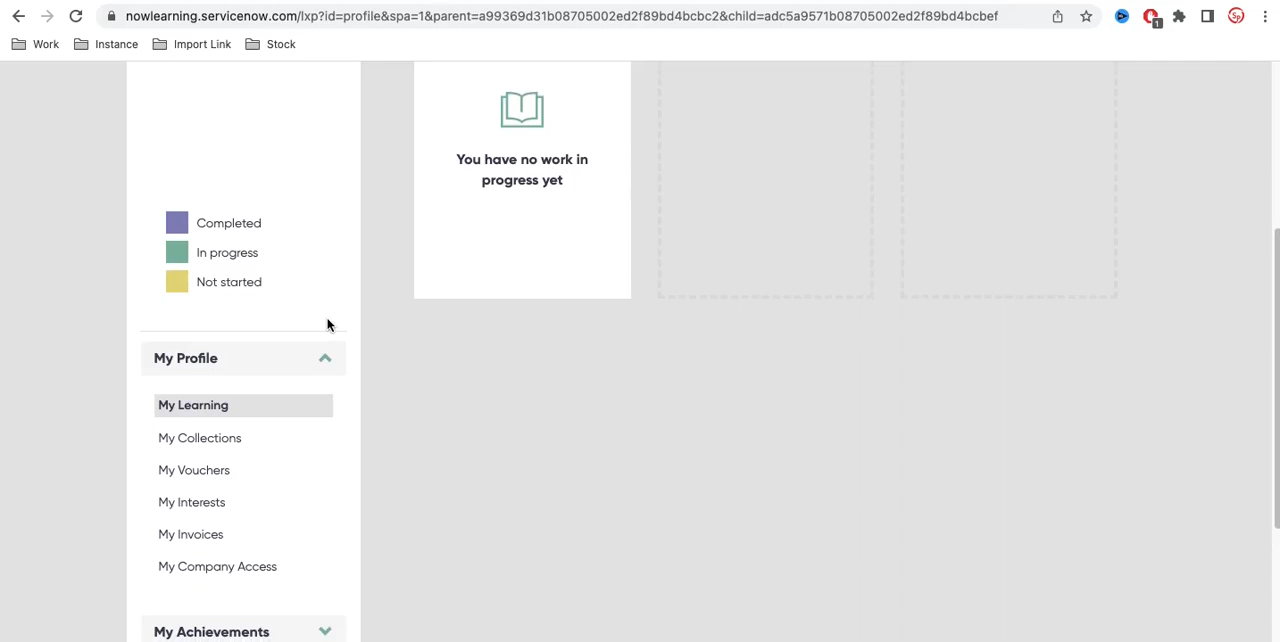 nowlearning.servicenow.com/lxp?id=profile&spa=1&parent=a99369d31b08705002ed2f89bd4bcbc2&child=adc5a9571b08705002ed2f89bd4bcbef
1
Sp
Work Instance Import Link Stock
You have no work in
progress yet
Completed
In progress
Not started
My Profile
My Learning
My Collections
My Vouchers
My Interests
My Invoices
My Company Access
My Achievements